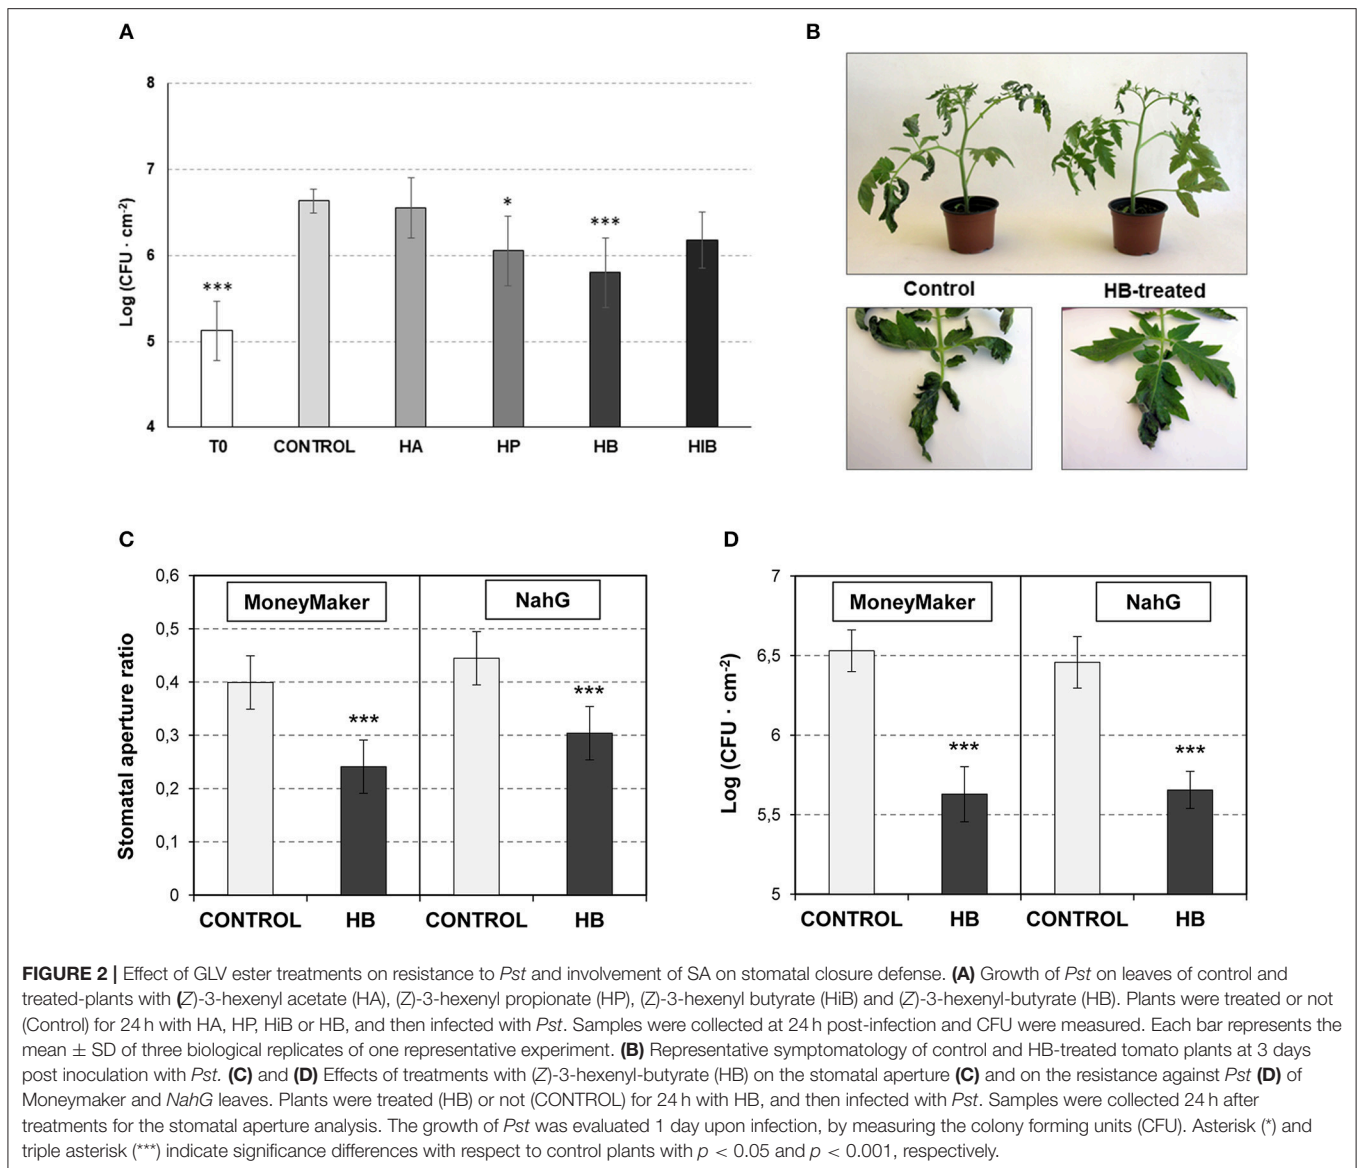 A
8
7
6
5
4
Log (CFU · cm⁻²)
***
*
***
T0 CONTROL HA HP HB HIB
B
Control HB-treated
C
0,6
0,5
0,4
0,3
0,2
0,1
0
Stomatal aperture ratio
MoneyMaker NahG
***
***
CONTROL HB CONTROL HB
D
7
6,5
6
5,5
5
Log (CFU · cm⁻²)
MoneyMaker NahG
***
***
CONTROL HB CONTROL HB
FIGURE 2 | Effect of GLV ester treatments on resistance to Pst and involvement of SA on stomatal closure defense. (A) Growth of Pst on leaves of control and
treated-plants with (Z)-3-hexenyl acetate (HA), (Z)-3-hexenyl propionate (HP), (Z)-3-hexenyl butyrate (HiB) and (Z)-3-hexenyl-butyrate (HB). Plants were treated or not
(Control) for 24 h with HA, HP, HiB or HB, and then infected with Pst. Samples were collected at 24 h post-infection and CFU were measured. Each bar represents the
mean ± SD of three biological replicates of one representative experiment. (B) Representative symptomatology of control and HB-treated tomato plants at 3 days
post inoculation with Pst. (C) and (D) Effects of treatments with (Z)-3-hexenyl-butyrate (HB) on the stomatal aperture (C) and on the resistance against Pst (D) of
Moneymaker and NahG leaves. Plants were treated (HB) or not (CONTROL) for 24 h with HB, and then infected with Pst. Samples were collected 24 h after
treatments for the stomatal aperture analysis. The growth of Pst was evaluated 1 day upon infection, by measuring the colony forming units (CFU). Asterisk (*) and
triple asterisk (***) indicate significance differences with respect to control plants with p < 0.05 and p < 0.001, respectively.